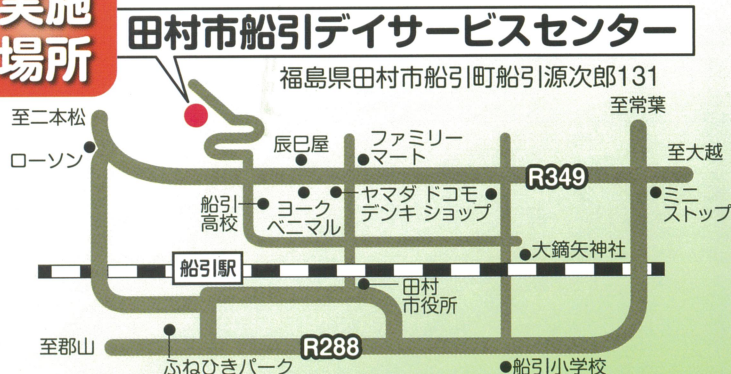 実施
場所
田村市船引デイサービスセンター
福島県田村市船引町船引源次郎131
至二本松
至常葉
ローソン
辰巳屋
ファミリー
マート
至大越
R349
船引
高校
ヨーク
ベニマル
ヤマダ
デンキ
ドコモ
ショップ
ミニ
ストップ
大鏑矢神社
船引駅
田村
市役所
至郡山
ふねひきパーク
R288
船引小学校